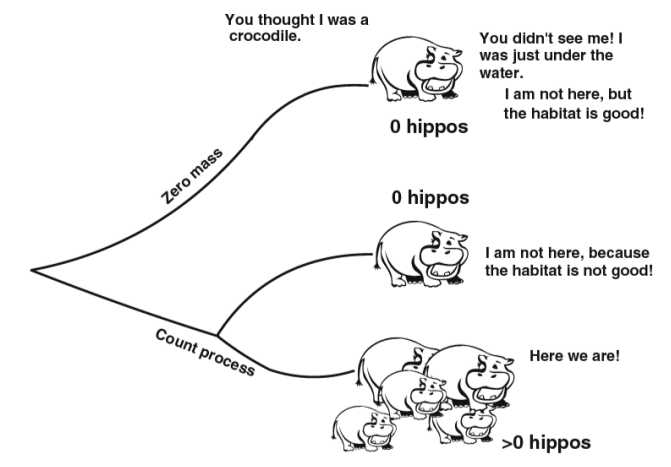 You thought I was a
crocodile.
You didn't see me! I
was just under the
water.
I am not here, but
the habitat is good!
0 hippos
Zero mass
0 hippos
I am not here, because
the habitat is not good!
Count process
Here we are!
>0 hippos